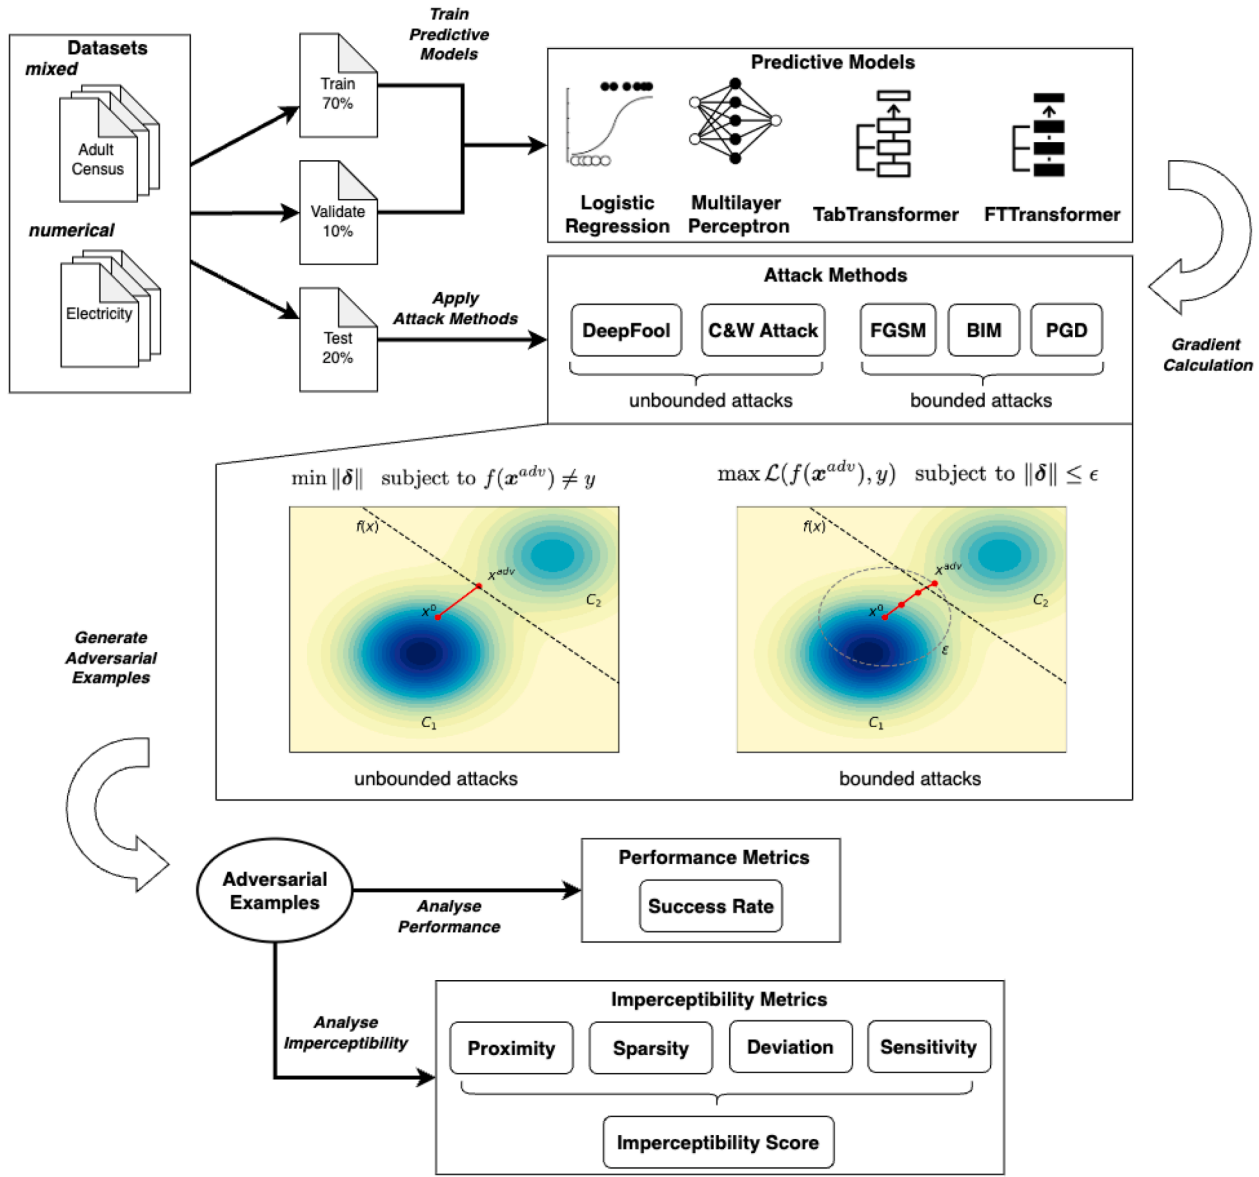 Datasets
mixed
Adult
Census
numerical
Electricity
Train
70%
Validate
10%
Test
20%
Train
Predictive
Models
Apply
Attack Methods
Predictive Models
Logistic
Regression
Multilayer
Perceptron
TabTransformer
FTTransformer
Attack Methods
DeepFool
C&W Attack
FGSM
BIM
PGD
unbounded attacks
bounded attacks
Gradient
Calculation
min ‖δ‖ subject to f(x^{adv}) ≠ y
max ℒ(f(x^{adv}), y) subject to ‖δ‖ ≤ ϵ
f(x)
x^{adv}
x^0
C_2
C_1
unbounded attacks
f(x)
x^{adv}
x^0
C_2
ε
C_1
bounded attacks
Generate
Adversarial
Examples
Adversarial
Examples
Analyse
Performance
Performance Metrics
Success Rate
Analyse
Imperceptibility
Imperceptibility Metrics
Proximity
Sparsity
Deviation
Sensitivity
Imperceptibility Score